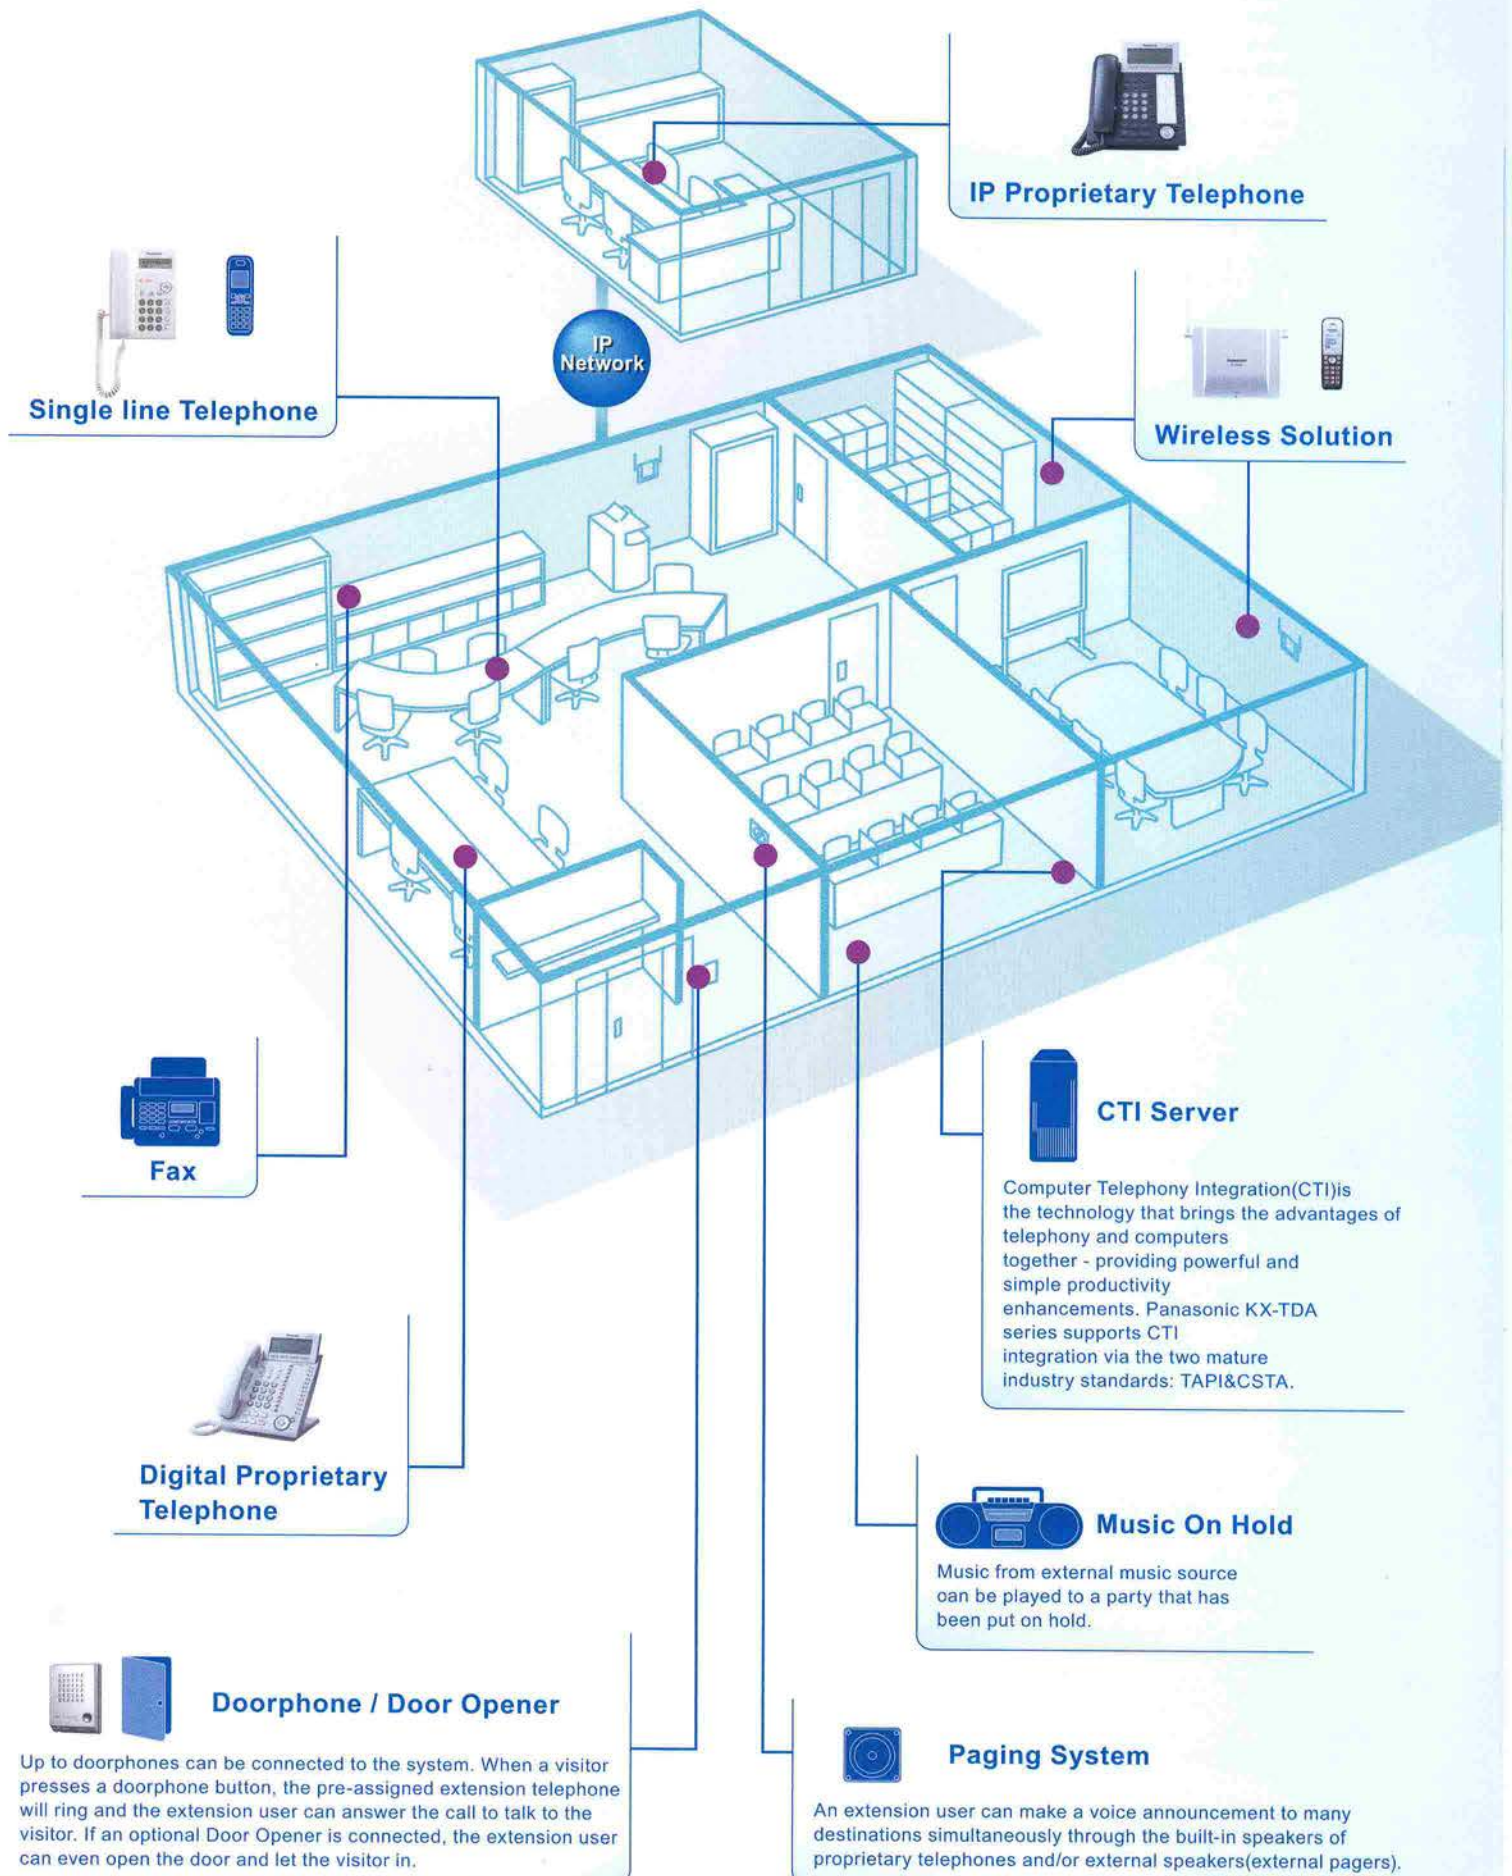 IP Proprietary Telephone
IP
Network
Single line Telephone
Wireless Solution
Fax
CTI Server
Computer Telephony Integration(CTI)is
the technology that brings the advantages of
telephony and computers
together - providing powerful and
simple productivity
enhancements. Panasonic KX-TDA
series supports CTI
integration via the two mature
industry standards: TAPI&CSTA.
Digital Proprietary
Telephone
Music On Hold
Music from external music source
can be played to a party that has
been put on hold.
Doorphone / Door Opener
Up to doorphones can be connected to the system. When a visitor
presses a doorphone button, the pre-assigned extension telephone
will ring and the extension user can answer the call to talk to the
visitor. If an optional Door Opener is connected, the extension user
can even open the door and let the visitor in.
Paging System
An extension user can make a voice announcement to many
destinations simultaneously through the built-in speakers of
proprietary telephones and/or external speakers(external pagers).